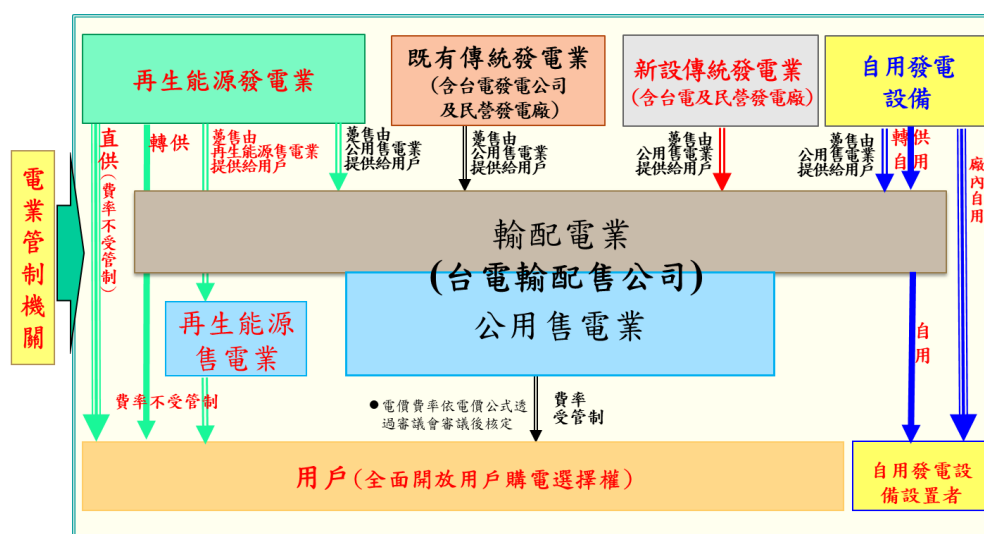 再生能源發電業
既有傳統發電業
(含台電發電公司
及民營發電廠)
新設傳統發電業
(含台電及民營發電廠)
自用發電
設備
電業管制機關
直供(費率不受管制)
轉供
躉售由
再生能源售電業
提供給用戶
躉售由
公用售電業
提供給用戶
躉售由
公用售電業
提供給用戶
躉售由
公用售電業
提供給用戶
躉售由
公用售電業
提供給用戶
轉供
自用
廠內自用
輸配電業
(台電輸配售公司)
公用售電業
再生能源
售電業
自用
費率不受管制
●電價費率依電價公式透
過審議會審議後核定
費率
受管制
用戶(全面開放用戶購電選擇權)
自用發電設
備設置者